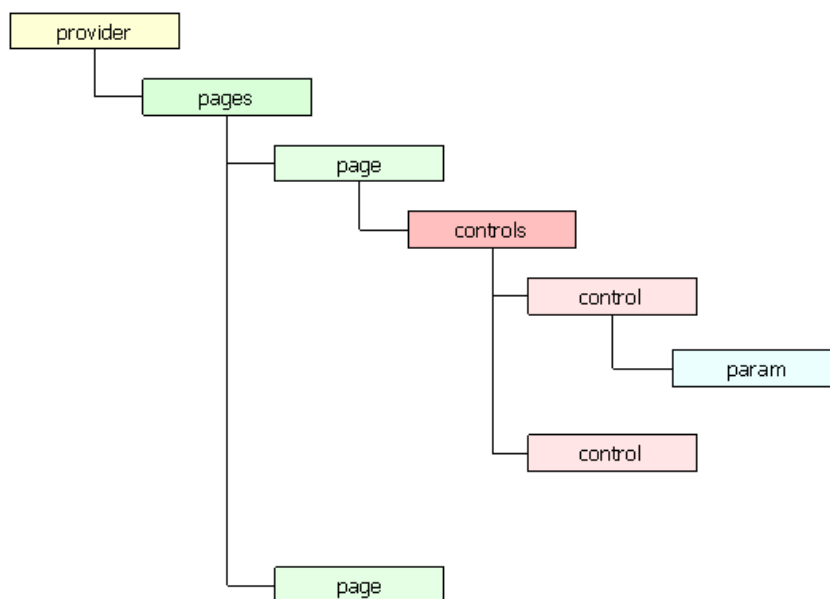 provider
pages
page
controls
control
param
control
page